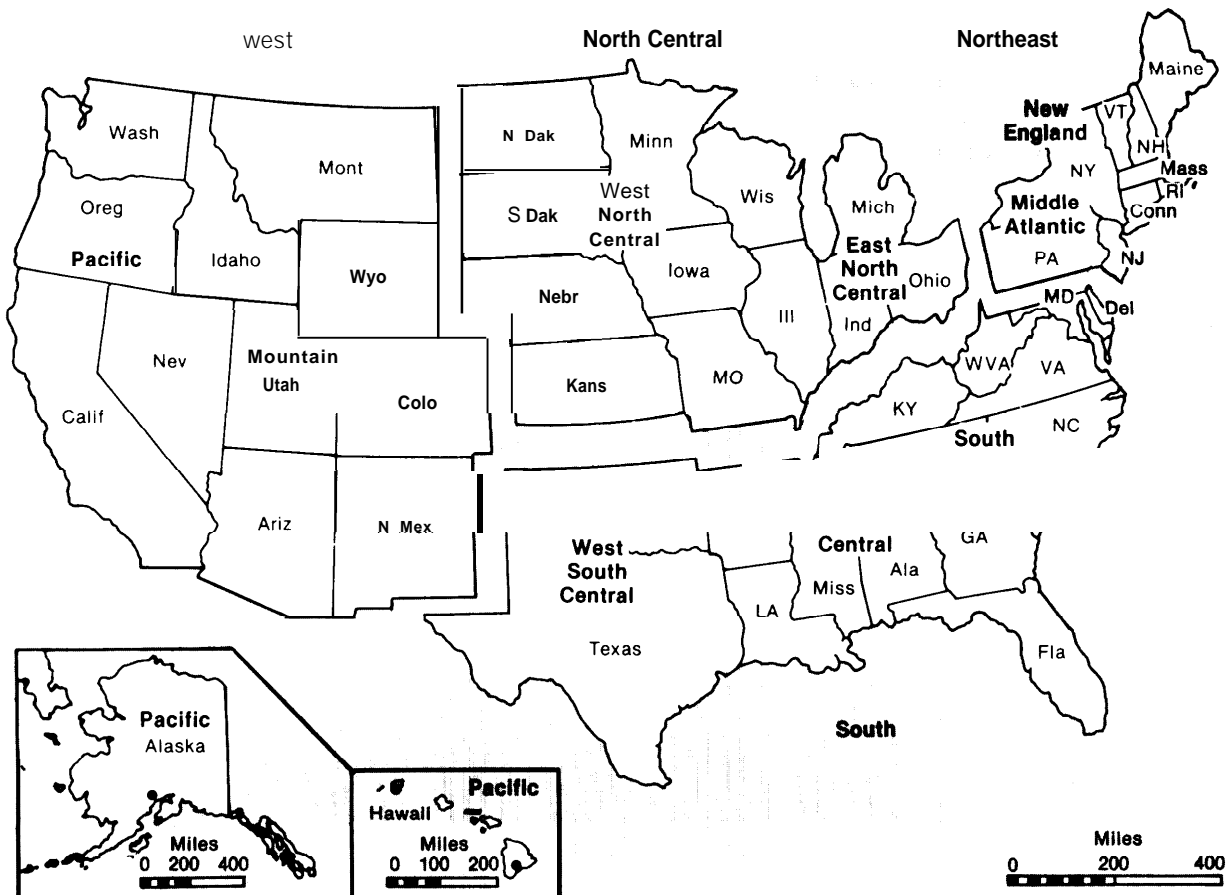 west
North Central
Northeast
Maine
Wash
N Dak
Minn
New
England
VT
NH
Mont
Mass
RI
NY
Oreg
S Dak
West
North
Central
Wis
Mich
Middle
Atlantic
Conn
Pacific
Idaho
Wyo
Iowa
East
North
Central
Ohio
PA
NJ
Nebr
Ill
Ind
MD
Del
Nev
Mountain
Utah
Colo
Kans
MO
WVA
VA
Calif
KY
South
NC
Ariz
N Mex
West
South
Central
Central
GA
Miss
Ala
LA
Texas
Fla
Pacific
Alaska
South
Pacific
Hawaii
Miles
0 200 400
Miles
0 100 200
Miles
0 200 400